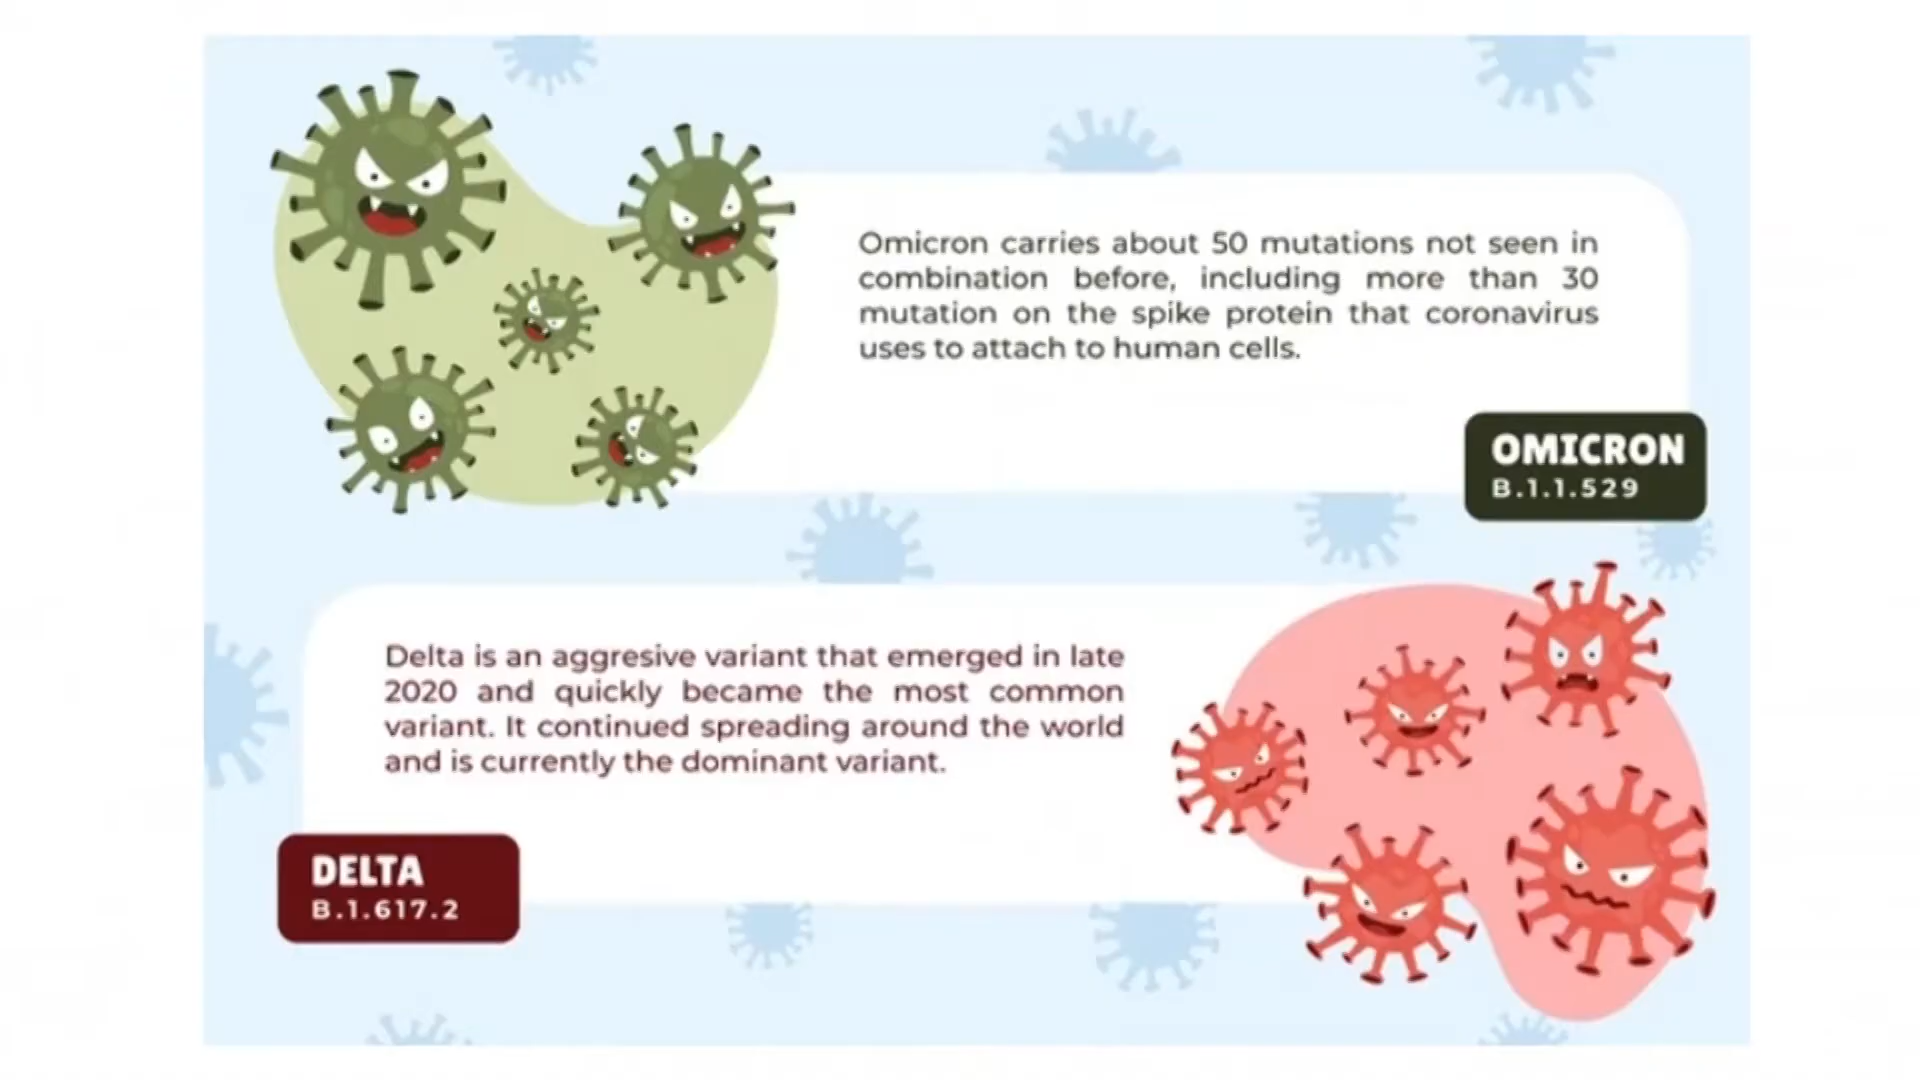 Omicron carries about 50 mutations not seen in
combination before, including more than 30
mutation on the spike protein that coronavirus
uses to attach to human cells.
OMICRON
B.1.1.529
Delta is an aggresive variant that emerged in late
2020 and quickly became the most common
variant. It continued spreading around the world
and is currently the dominant variant.
DELTA
B.1.617.2